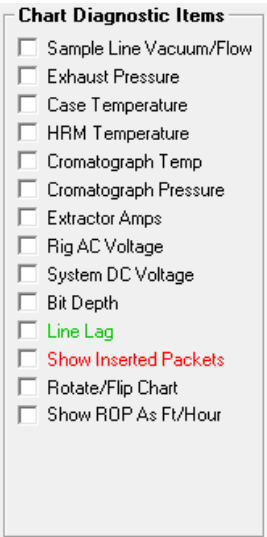 Chart Diagnostic Items
Sample Line Vacuum/Flow
Exhaust Pressure
Case Temperature
HRM Temperature
Cromatograph Temp
Cromatograph Pressure
Extractor Amps
Rig AC Voltage
System DC Voltage
Bit Depth
Line Lag
Show Inserted Packets
Rotate/Flip Chart
Show ROP As Ft/Hour